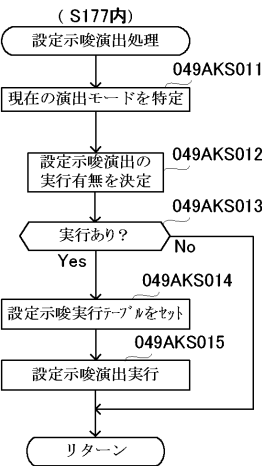 ( S177内)
設定示唆演出処理
049AKS011
現在の演出モードを特定
049AKS012
設定示唆演出の
実行有無を決定
049AKS013
実行あり?
No
Yes
049AKS014
設定示唆実行テーブルをセット
049AKS015
設定示唆演出実行
リターン